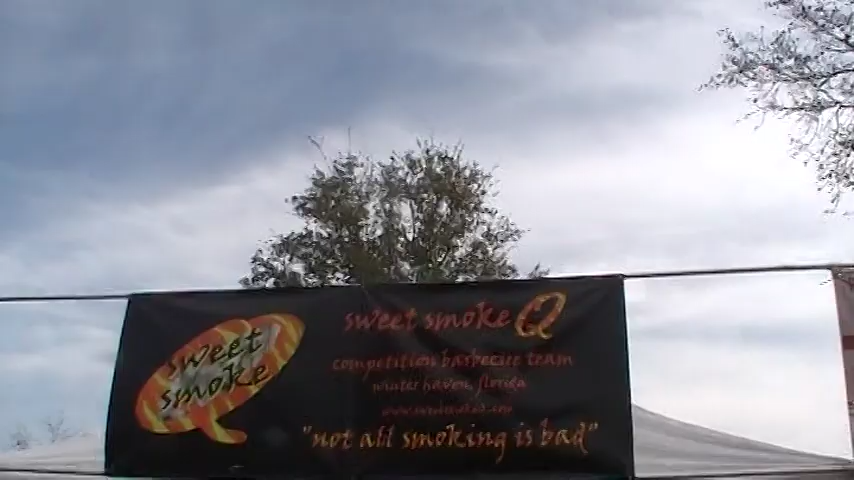 sweet
smoke
sweet smoke Q
competition barbecue team
winter haven, florida
"not all smoking is bad"